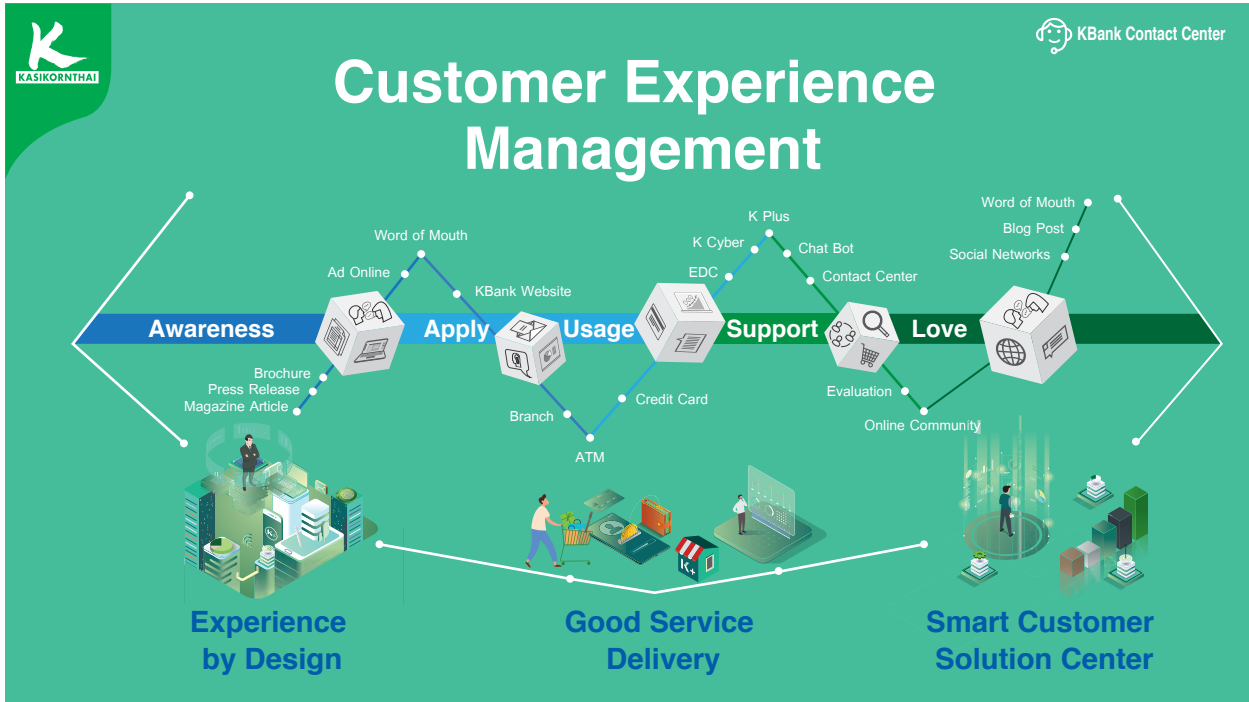 KASIKORNTHAI
KBank Contact Center
Customer Experience
Management
Word of Mouth
Ad Online
KBank Website
K Plus
K Cyber
EDC
Chat Bot
Contact Center
Word of Mouth
Blog Post
Social Networks
Awareness
Apply
Usage
Support
Love
Brochure
Press Release
Magazine Article
Branch
ATM
Credit Card
Evaluation
Online Community
K+
Experience
by Design
Good Service
Delivery
Smart Customer
Solution Center